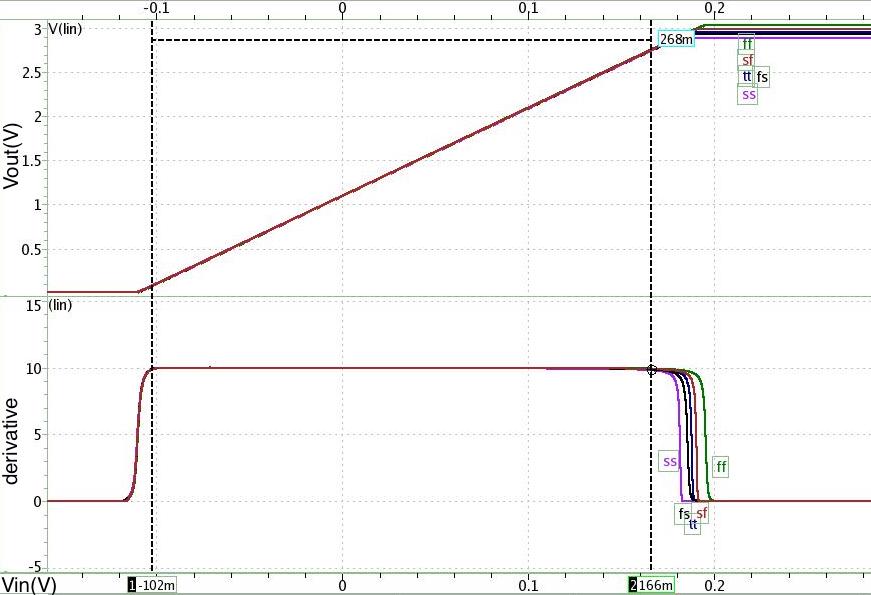 -0.1 0 0.1 0.2
3 V(lin)
268m
ff
sf
tt fs
ss
2.5
2
1.5
1
0.5
Vout(V)
15 (lin)
10
5
0
-5
derivative
ss ff
fs sf
tt
Vin(V) 1 -102m 0 0.1 2 166m 0.2